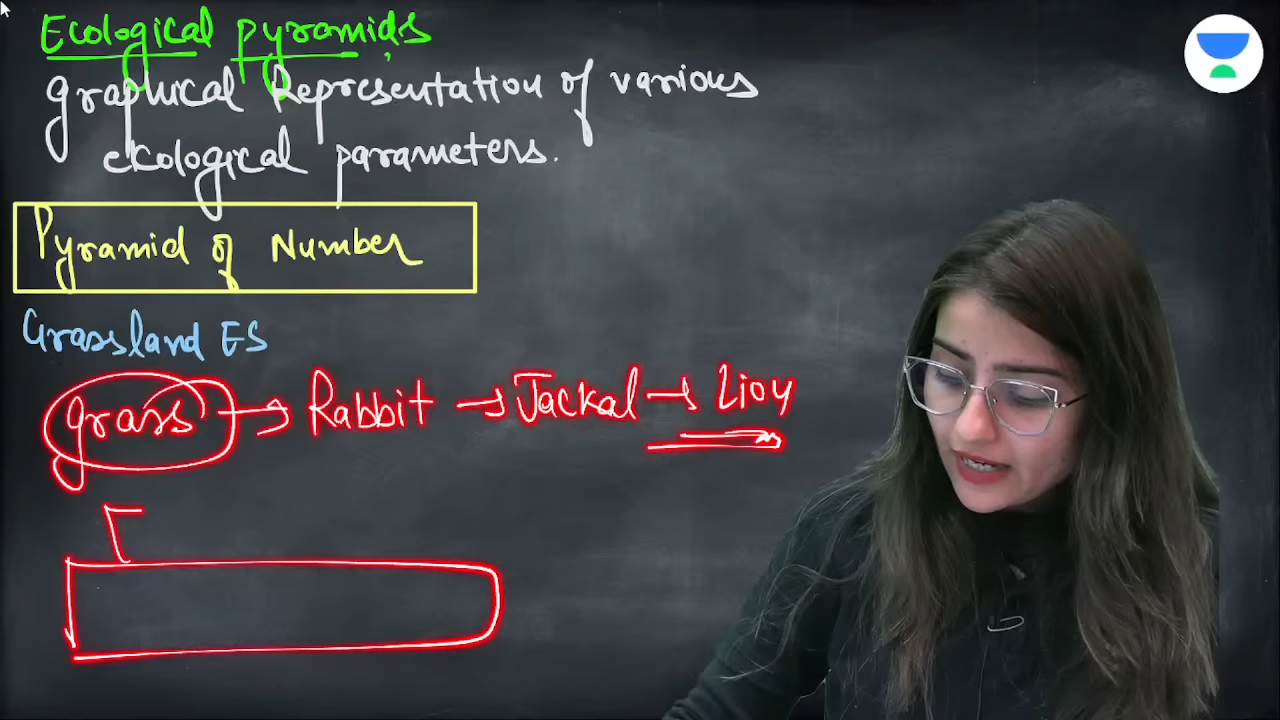 Ecological pyramids
graphical Representation of various
ecological parameters.
Pyramid of Number
Grassland ES
grass → Rabbit → Jackal → Lion